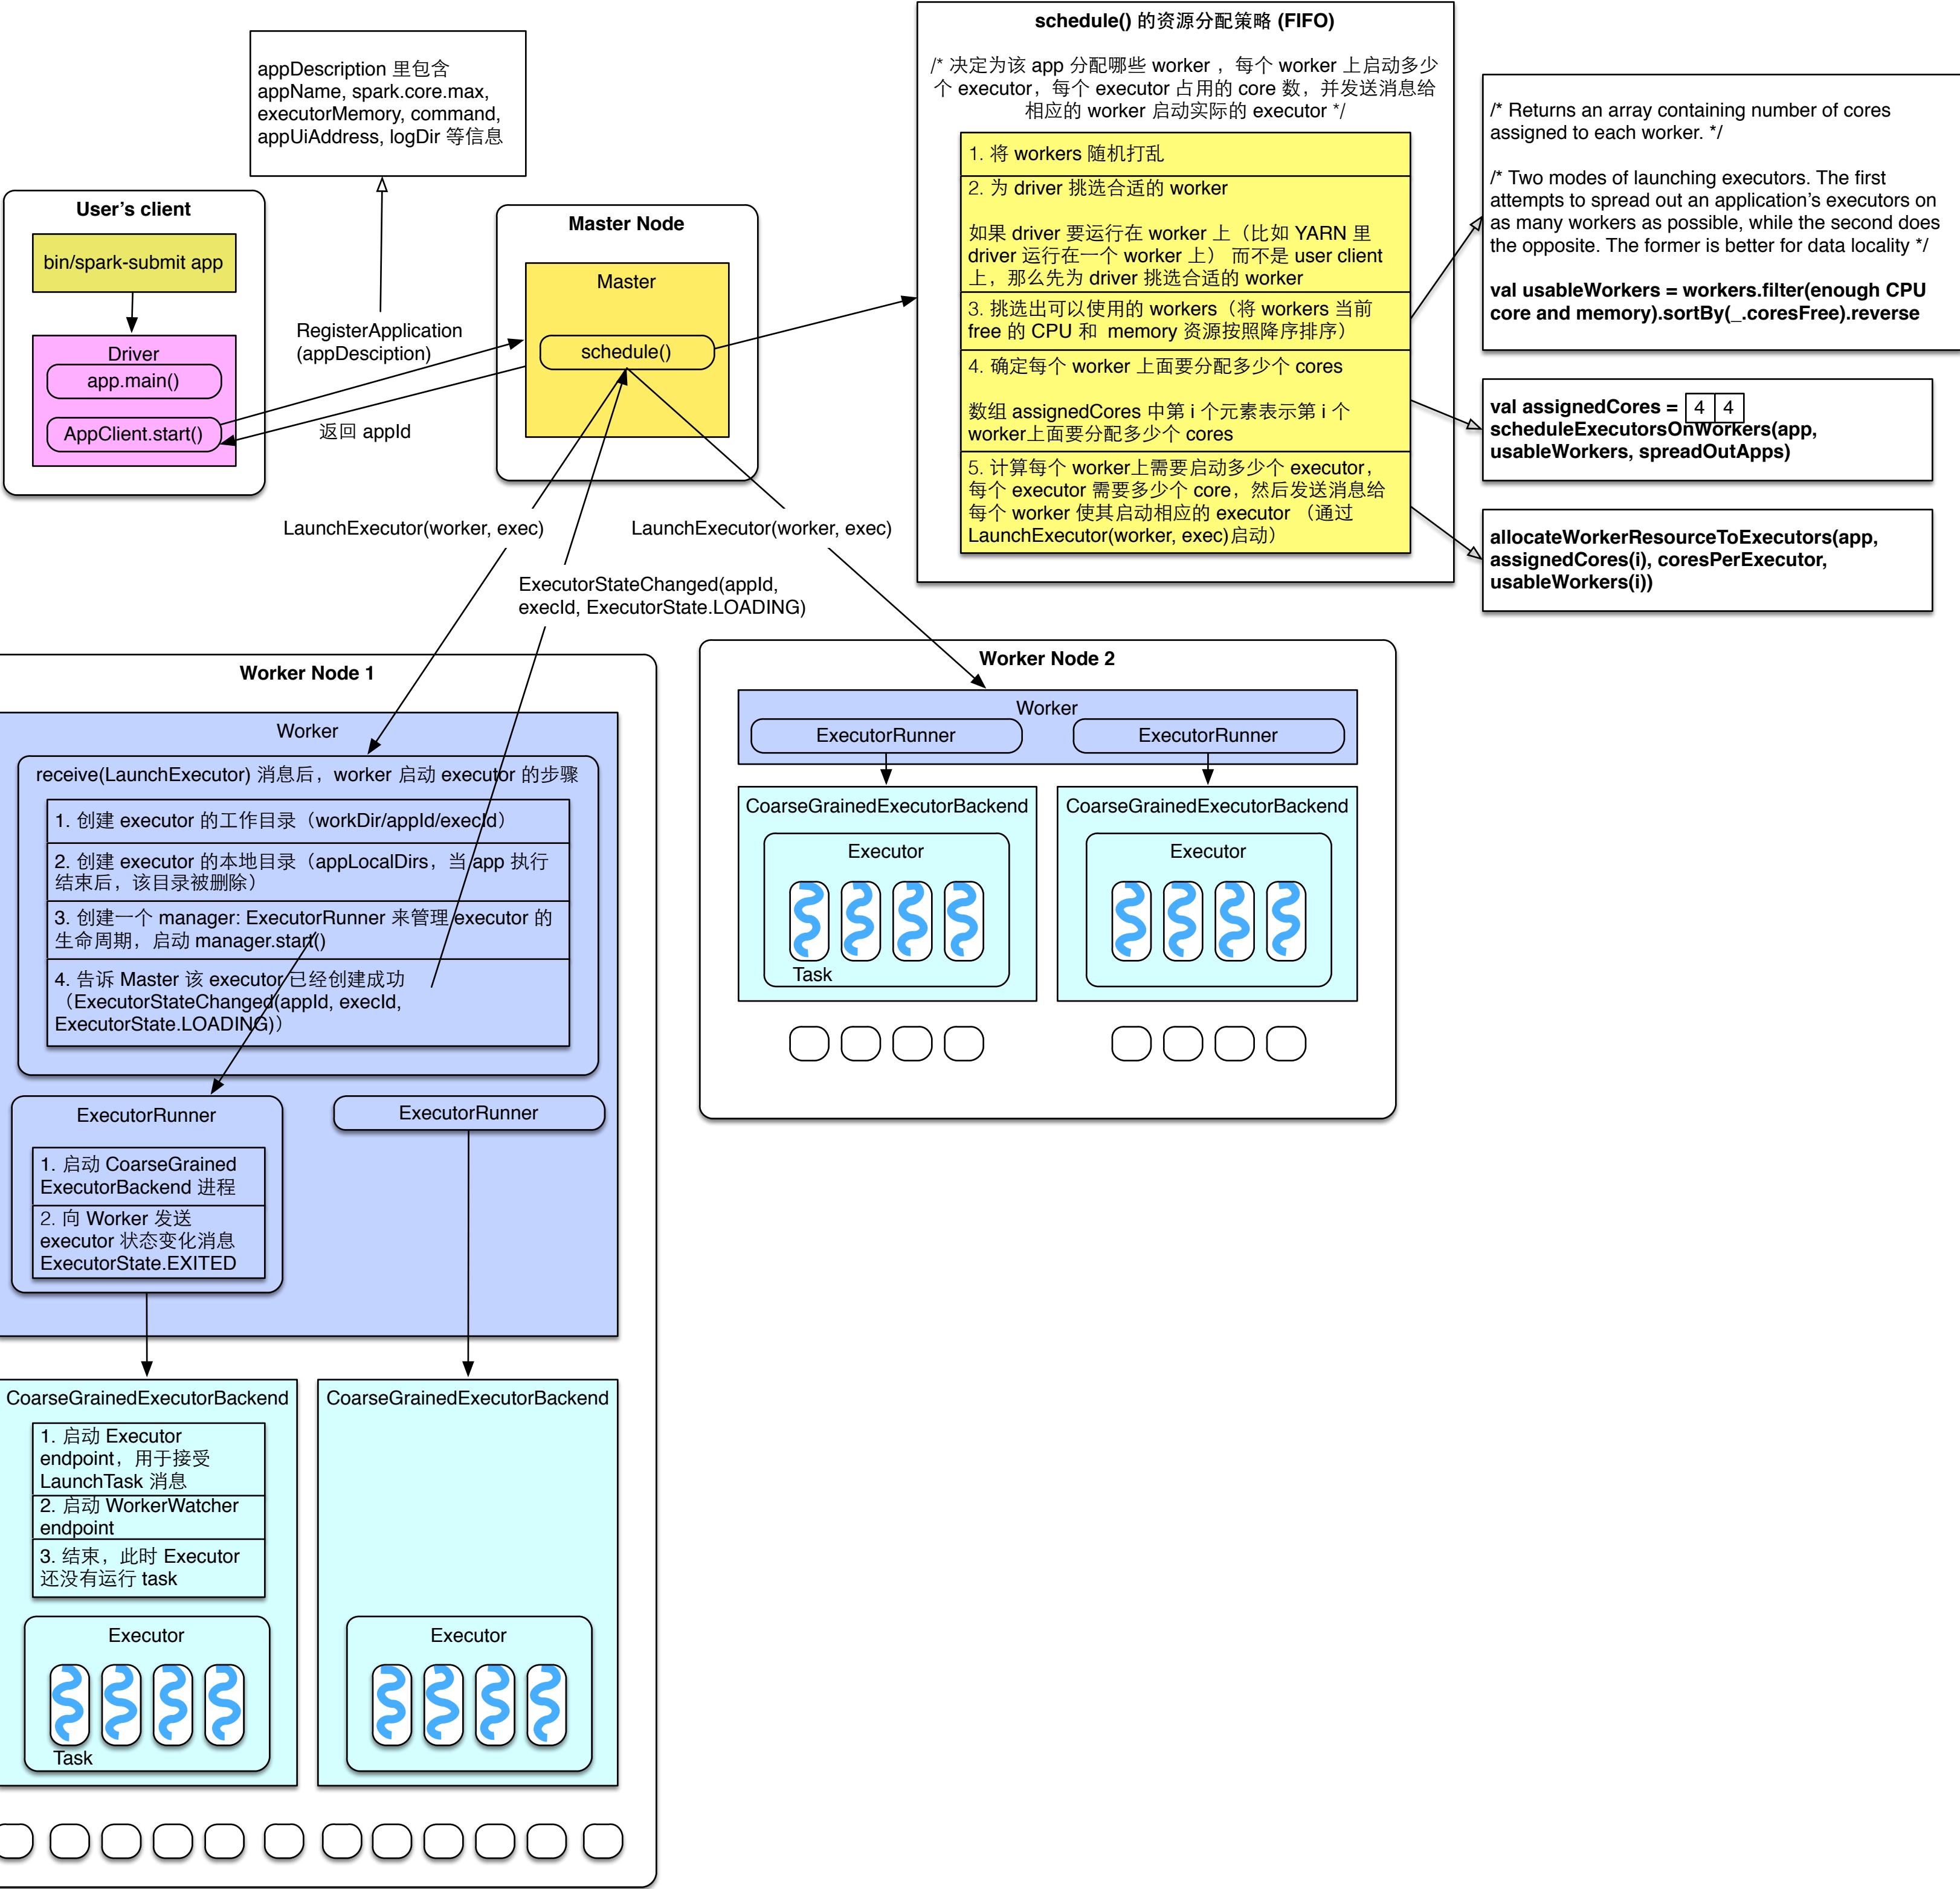 appDescription 里包含
appName, spark.core.max,
executorMemory, command,
appUiAddress, logDir 等信息
User's client
bin/spark-submit app
Driver
app.main()
AppClient.start()
RegisterApplication
(appDesciption)
返回 appId
Master Node
Master
schedule()
schedule() 的资源分配策略 (FIFO)
/* 决定为该 app 分配哪些 worker ，每个 worker 上启动多少
个 executor，每个 executor 占用的 core 数，并发送消息给
相应的 worker 启动实际的 executor */
1. 将 workers 随机打乱
2. 为 driver 挑选合适的 worker
如果 driver 要运行在 worker 上（比如 YARN 里
driver 运行在一个 worker 上） 而不是 user client
上，那么先为 driver 挑选合适的 worker
3. 挑选出可以使用的 workers（将 workers 当前
free 的 CPU 和 memory 资源按照降序排序）
4. 确定每个 worker 上面要分配多少个 cores
数组 assignedCores 中第 i 个元素表示第 i 个
worker上面要分配多少个 cores
5. 计算每个 worker上需要启动多少个 executor，
每个 executor 需要多少个 core，然后发送消息给
每个 worker 使其启动相应的 executor （通过
LaunchExecutor(worker, exec)启动）
/* Returns an array containing number of cores
assigned to each worker. */
/* Two modes of launching executors. The first
attempts to spread out an application's executors on
as many workers as possible, while the second does
the opposite. The former is better for data locality */
val usableWorkers = workers.filter(enough CPU
core and memory).sortBy(_.coresFree).reverse
val assignedCores = 4 4
scheduleExecutorsOnWorkers(app,
usableWorkers, spreadOutApps)
allocateWorkerResourceToExecutors(app,
assignedCores(i), coresPerExecutor,
usableWorkers(i))
LaunchExecutor(worker, exec)
LaunchExecutor(worker, exec)
ExecutorStateChanged(appId,
execId, ExecutorState.LOADING)
Worker Node 1
Worker
receive(LaunchExecutor) 消息后，worker 启动 executor 的步骤
1. 创建 executor 的工作目录（workDir/appId/execId）
2. 创建 executor 的本地目录（appLocalDirs，当 app 执行
结束后，该目录被删除）
3. 创建一个 manager: ExecutorRunner 来管理 executor 的
生命周期，启动 manager.start()
4. 告诉 Master 该 executor 已经创建成功
（ExecutorStateChanged(appId, execId,
ExecutorState.LOADING)）
ExecutorRunner
1. 启动 CoarseGrained
ExecutorBackend 进程
2. 向 Worker 发送
executor 状态变化消息
ExecutorState.EXITED
ExecutorRunner
CoarseGrainedExecutorBackend
1. 启动 Executor
endpoint，用于接受
LaunchTask 消息
2. 启动 WorkerWatcher
endpoint
3. 结束，此时 Executor
还没有运行 task
Executor
Task
CoarseGrainedExecutorBackend
Executor
Worker Node 2
Worker
ExecutorRunner
ExecutorRunner
CoarseGrainedExecutorBackend
Executor
Task
CoarseGrainedExecutorBackend
Executor